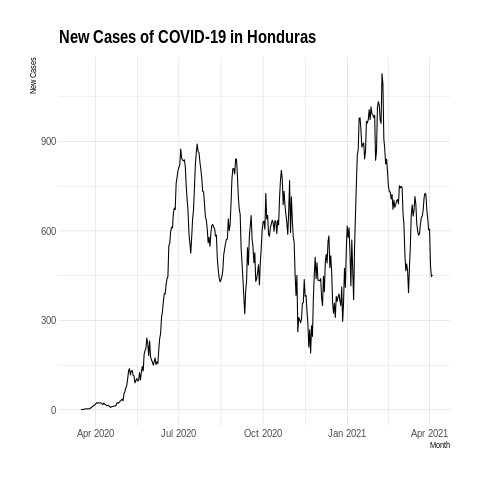 New Cases of COVID-19 in Honduras
New Cases
900
600
300
0
Apr 2020
Jul 2020
Oct 2020
Jan 2021
Apr 2021
Month